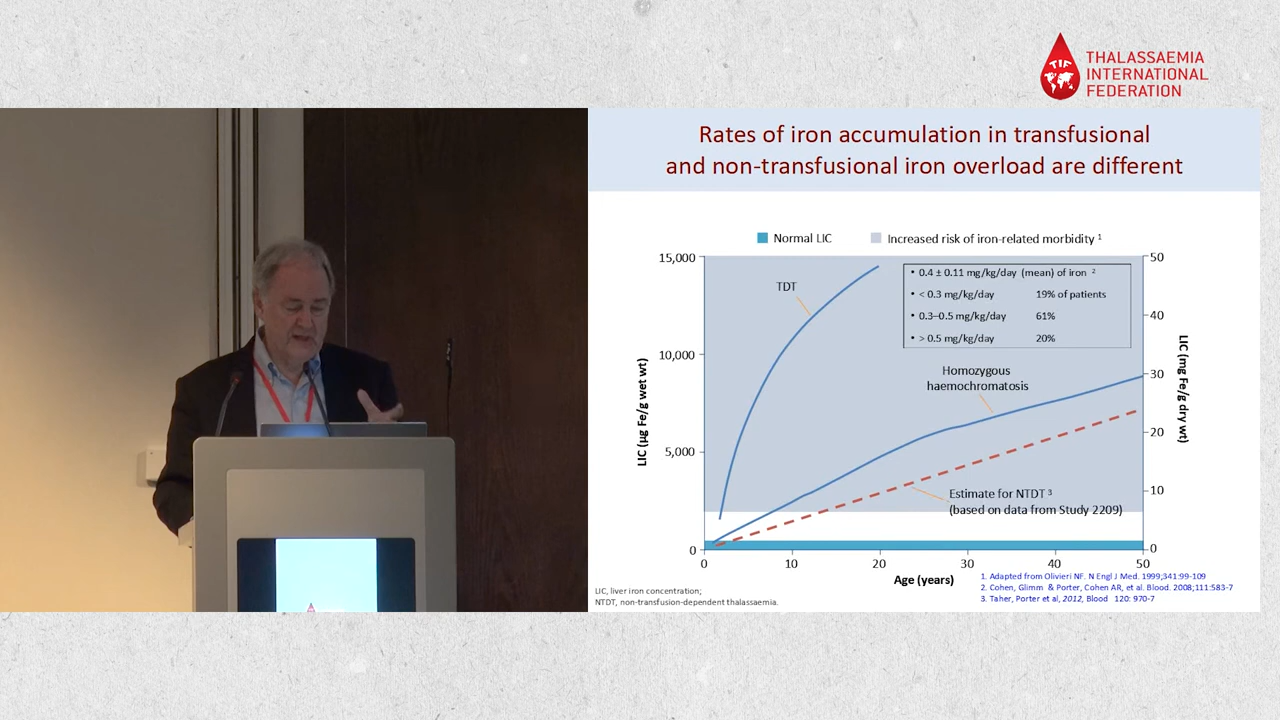 TIF
THALASSAEMIA
INTERNATIONAL
FEDERATION
Rates of iron accumulation in transfusional
and non-transfusional iron overload are different
Normal LIC
Increased risk of iron-related morbidity 1
15,000
10,000
5,000
0
LIC (µg Fe/g wet wt)
50
40
30
20
10
0
LIC (mg Fe/g dry wt)
TDT
• 0.4 ± 0.11 mg/kg/day (mean) of iron 2
• < 0.3 mg/kg/day 19% of patients
• 0.3–0.5 mg/kg/day 61%
• > 0.5 mg/kg/day 20%
Homozygous
haemochromatosis
Estimate for NTDT 3
(based on data from Study 2209)
0 10 20 30 40 50
Age (years)
LIC, liver iron concentration;
NTDT, non-transfusion-dependent thalassaemia.
1. Adapted from Olivieri NF. N Engl J Med. 1999;341:99-109
2. Cohen, Glimm & Porter, Cohen AR, et al. Blood. 2008;111:583-7
3. Taher, Porter et al, 2012, Blood 120: 970-7